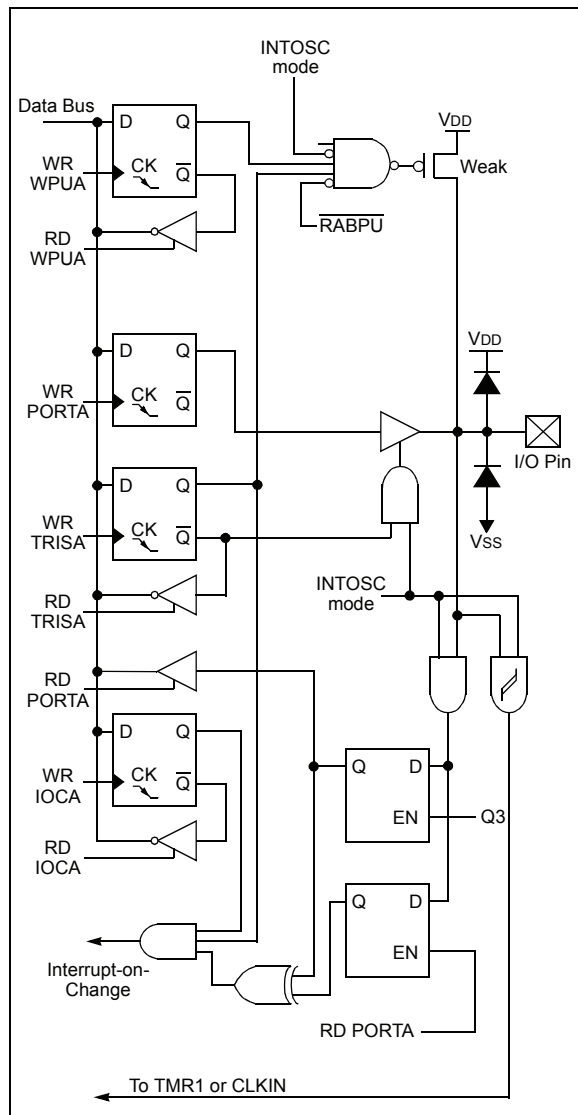 INTOSC
mode
Data Bus
D Q
CK
Q
WR
WPUA
RD
WPUA
VDD
Weak
RABPU
D Q
CK
Q
WR
PORTA
VDD
I/O Pin
VSS
D Q
CK
Q
WR
TRISA
INTOSC
mode
RD
TRISA
RD
PORTA
D Q
CK
Q
WR
IOCA
RD
IOCA
Q D
EN
Q3
Q D
EN
Interrupt-on-
Change
RD PORTA
To TMR1 or CLKIN